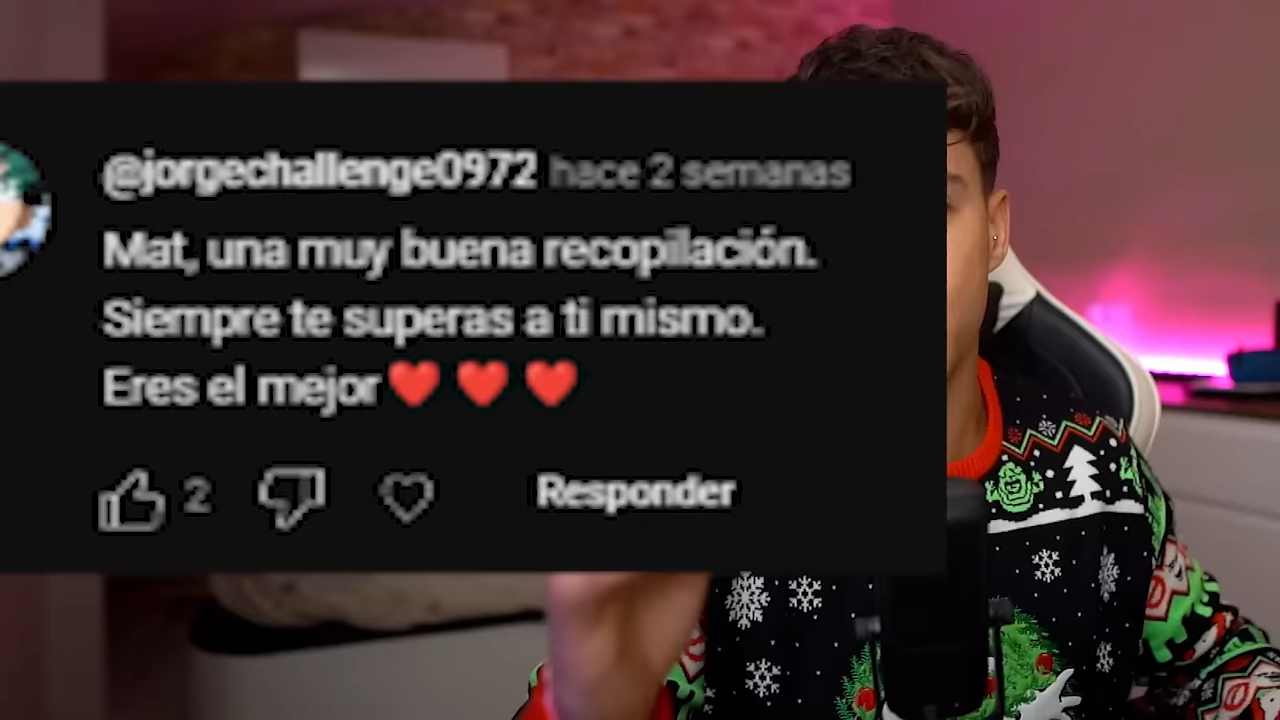 @jorgechallenge0972 hace 2 semanas
Mat, una muy buena recopilación.
Siempre te superas a ti mismo.
Eres el mejor❤️ ❤️ ❤️
2
Responder